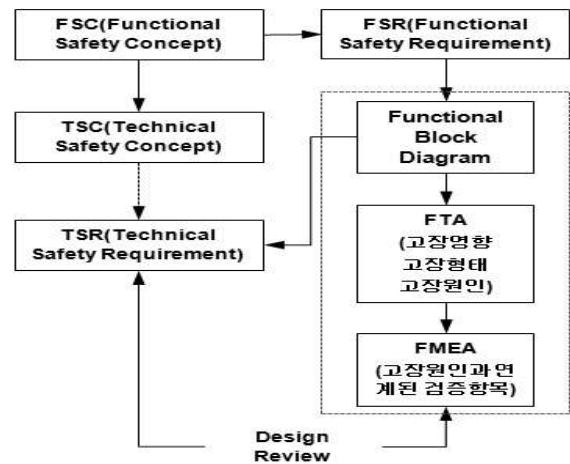 FSC(Functional
Safety Concept)
FSR(Functional
Safety Requirement)
TSC(Technical
Safety Concept)
Functional
Block
Diagram
TSR(Technical
Safety Requirement)
FTA
(고장영향
고장형태
고장원인)
FMEA
(고장원인과 연
계된 검증항목)
Design
Review